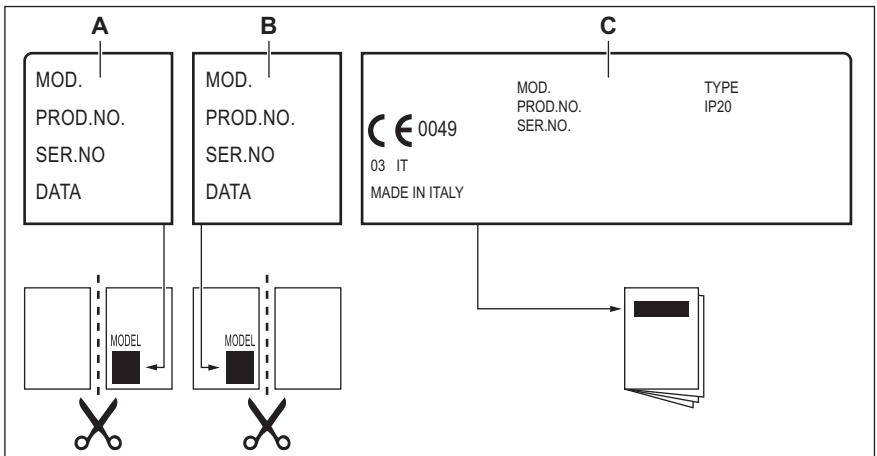 A
B
C
MOD.
PROD.NO.
SER.NO
DATA
MOD.
PROD.NO.
SER.NO
DATA
MOD.
PROD.NO.
SER.NO.
TYPE
IP20
CE 0049
03 IT
MADE IN ITALY
MODEL
MODEL